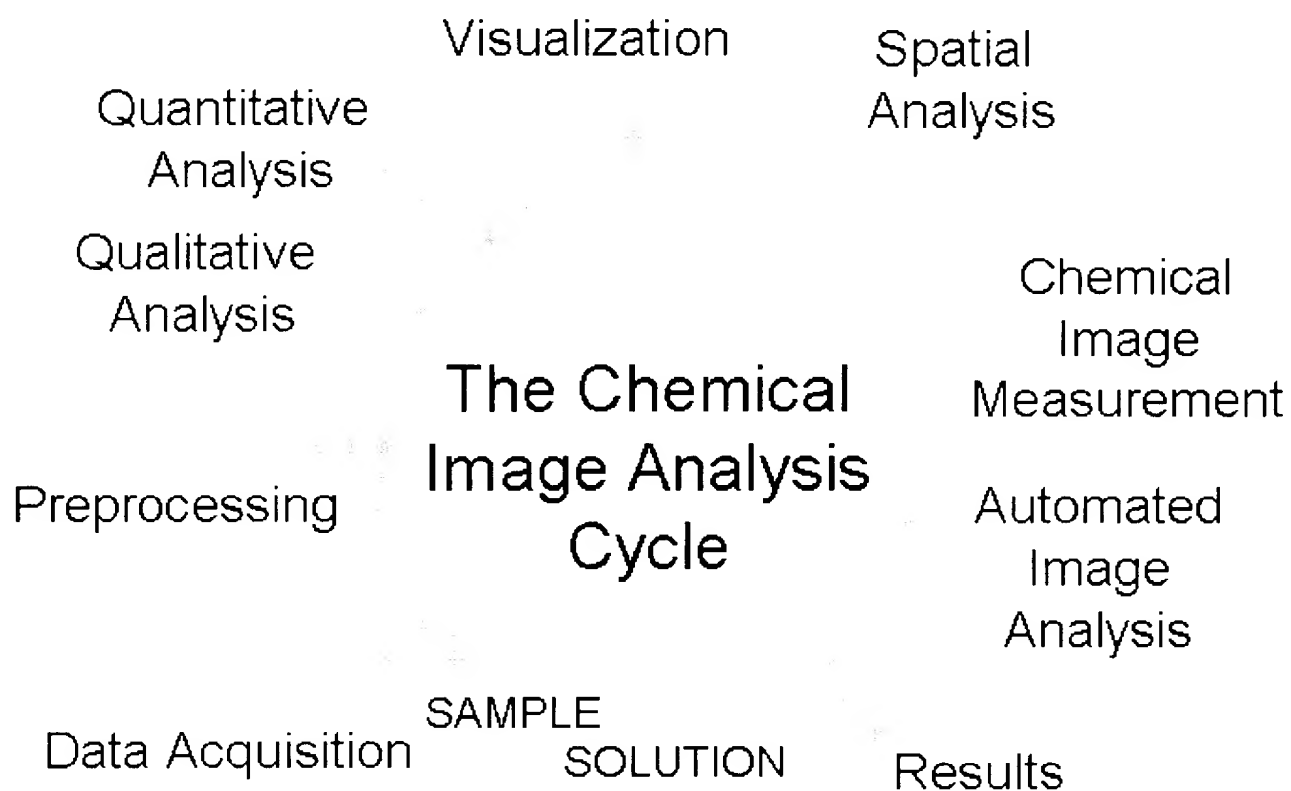 Visualization
Spatial
Analysis
Quantitative
Analysis
Qualitative
Analysis
Chemical
Image
Measurement
The Chemical
Image Analysis
Cycle
Preprocessing
Automated
Image
Analysis
Data Acquisition
SAMPLE
SOLUTION
Results